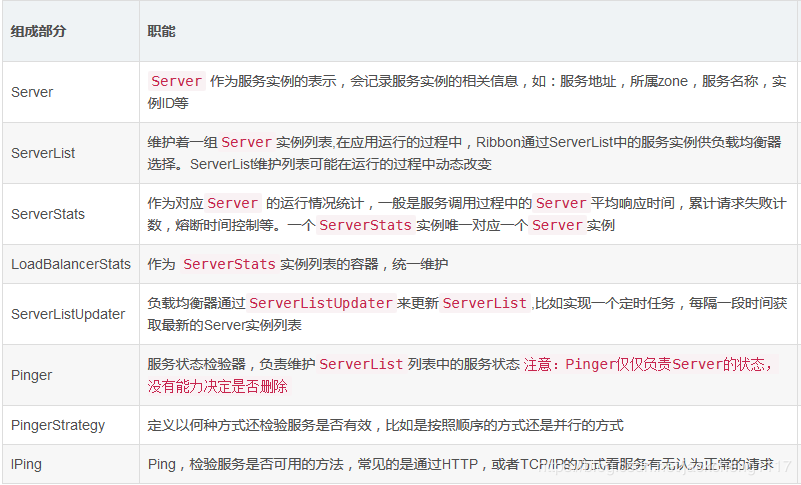 组成部分 职能
Server 作为服务实例的表示，会记录服务实例的相关信息，如：服务地址，所属zone，服务名称，实
Server
例ID等
维护着一组 Server 实例列表,在应用运行的过程中，Ribbon通过ServerList中的服务实例供负载均衡器
ServerList
选择。ServerList维护列表可能在运行的过程中动态改变
作为对应 Server 的运行情况统计，一般是服务调用过程中的 Server 平均响应时间，累计请求失败计
ServerStats
数，熔断时间控制等。一个 ServerStats 实例唯一对应一个 Server 实例
LoadBalancerStats 作为 ServerStats 实例列表的容器，统一维护
负载均衡器通过 ServerListUpdater 来更新 ServerList ,比如实现一个定时任务，每隔一段时间获
ServerListUpdater
取最新的Server实例列表
服务状态检验器，负责维护 ServerList 列表中的服务状态 注意：Pinger仅仅负责Server的状态，
Pinger
没有能力决定是否删除
PingerStrategy 定义以何种方式还检验服务是否有效，比如是按照顺序的方式还是并行的方式
IPing Ping，检验服务是否可用的方法，常见的是通过HTTP，或者TCP/IP的方式看服务有无认为正常的请求